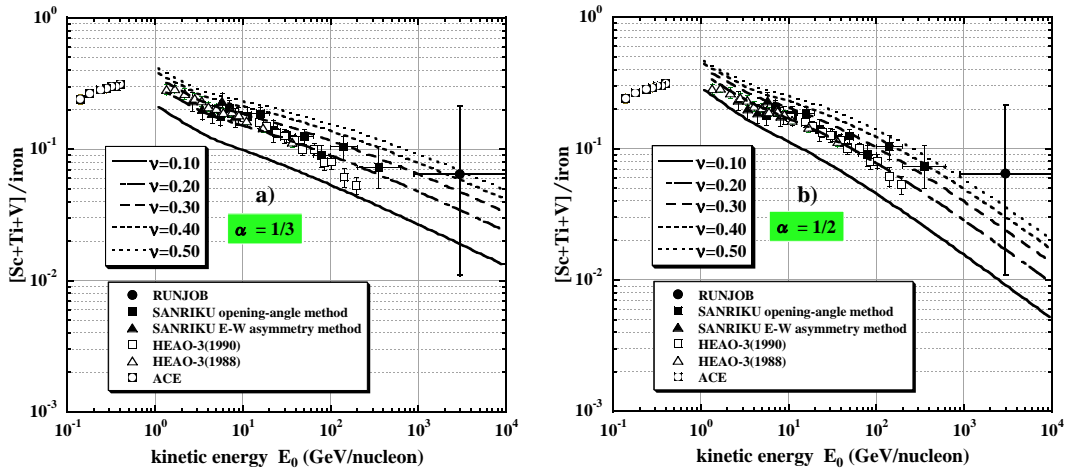 10^0
10^-1
10^-2
10^-3
[Sc+Ti+V] / iron
ν=0.10
ν=0.20
ν=0.30
ν=0.40
ν=0.50
a)
α = 1/3
RUNJOB
SANRIKU opening-angle method
SANRIKU E-W asymmetry method
HEAO-3(1990)
HEAO-3(1988)
ACE
10^-1 10^0 10^1 10^2 10^3 10^4
kinetic energy E_0 (GeV/nucleon)
10^0
10^-1
10^-2
10^-3
[Sc+Ti+V] / iron
ν=0.10
ν=0.20
ν=0.30
ν=0.40
ν=0.50
b)
α = 1/2
RUNJOB
SANRIKU opening-angle method
SANRIKU E-W asymmetry method
HEAO-3(1990)
HEAO-3(1988)
ACE
10^-1 10^0 10^1 10^2 10^3 10^4
kinetic energy E_0 (GeV/nucleon)